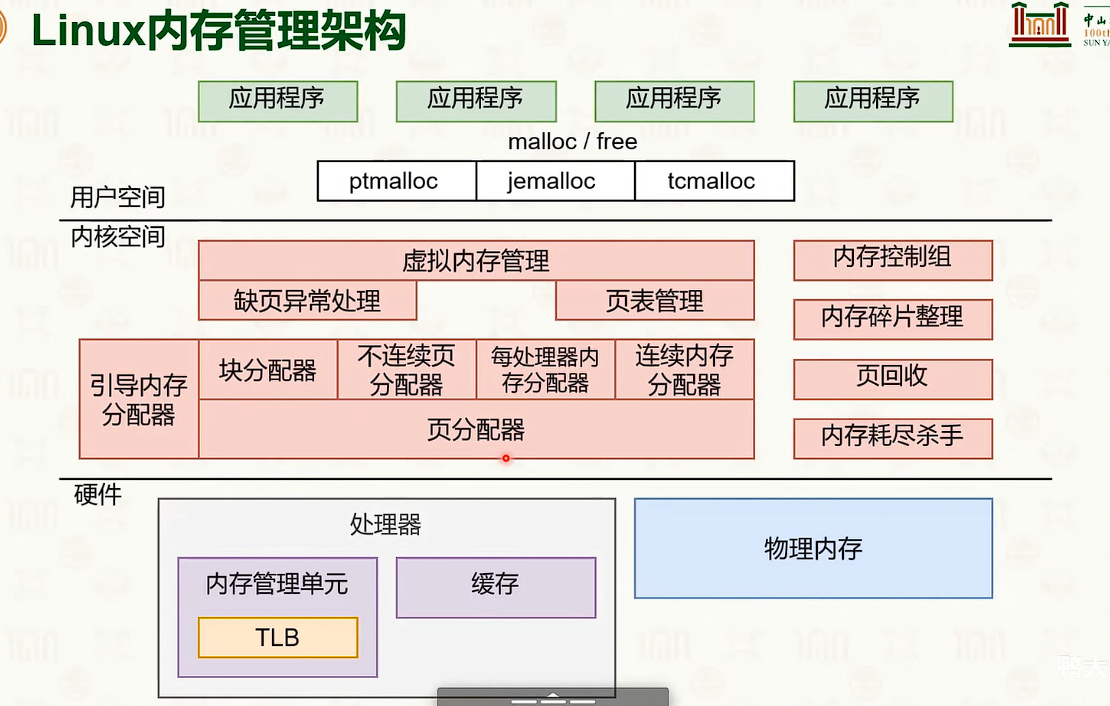 Linux内存管理架构
中山
100th
SUN YA
应用程序
应用程序
应用程序
应用程序
malloc / free
ptmalloc
jemalloc
tcmalloc
用户空间
内核空间
虚拟内存管理
缺页异常处理
页表管理
内存控制组
内存碎片整理
页回收
内存耗尽杀手
引导内存
分配器
块分配器
不连续页
分配器
每处理器内
存分配器
连续内存
分配器
页分配器
硬件
处理器
内存管理单元
TLB
缓存
物理内存
鸭大